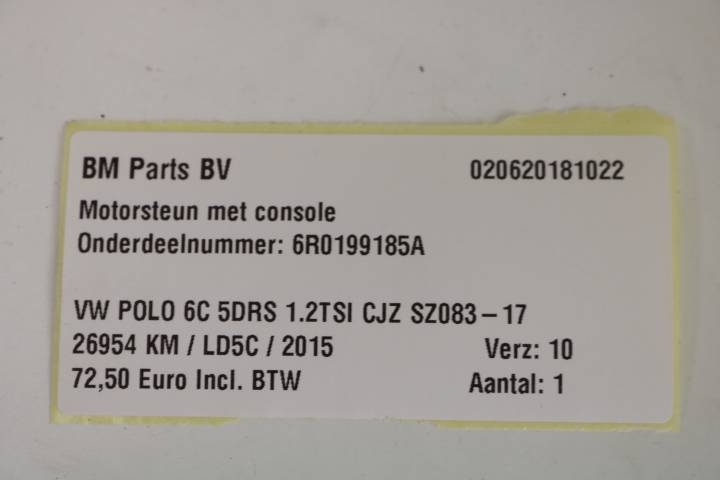 BM Parts BV 020620181022
Motorsteun met console
Onderdeelnummer: 6R0199185A
VW POLO 6C 5DRS 1.2TSI CJZ SZ083-17
26954 KM / LD5C / 2015 Verz: 10
72,50 Euro Incl. BTW Aantal: 1